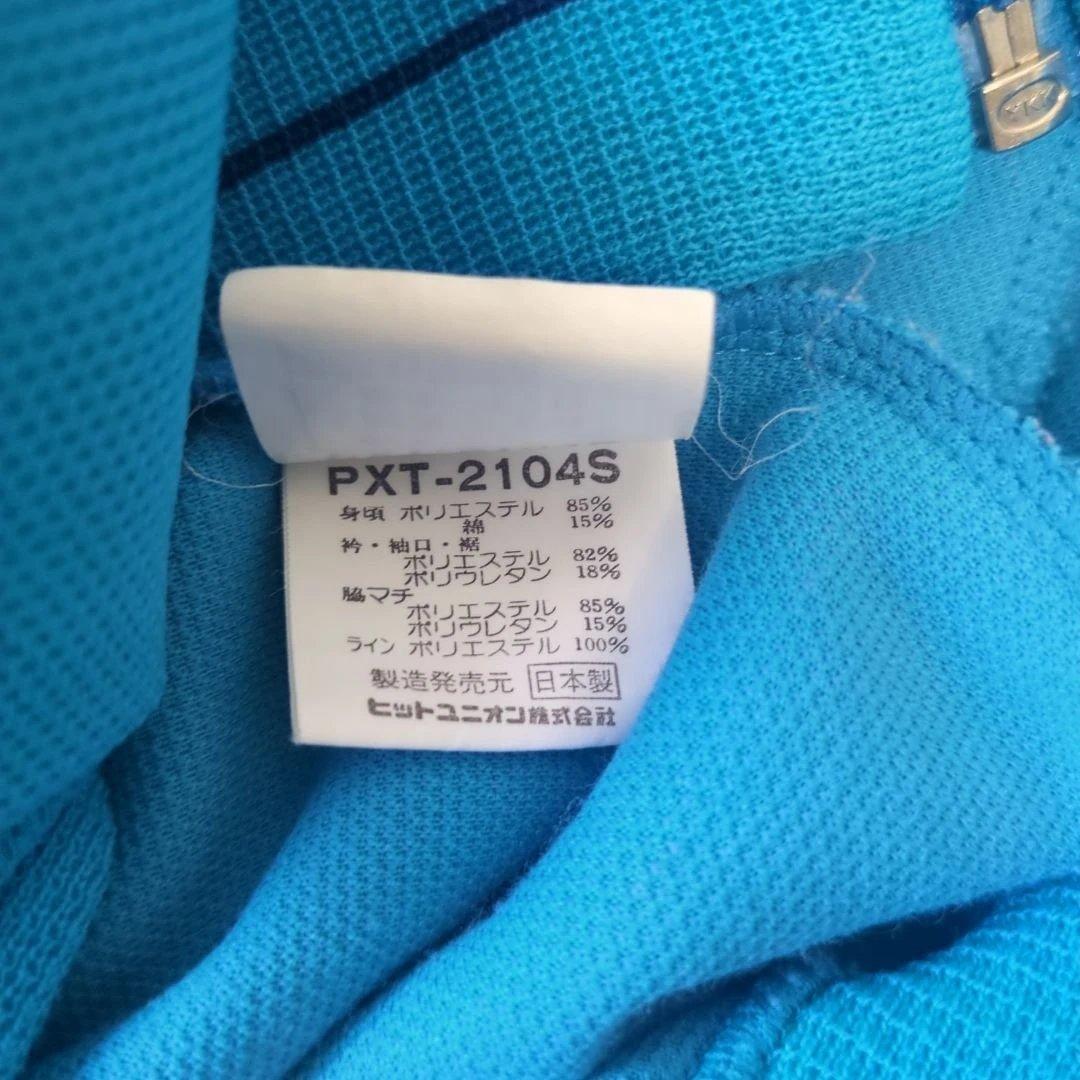 YKK
PXT-2104S
身頃 ポリエステル 85%
綿 15%
衿・袖口・裾
ポリエステル 82%
ポリウレタン 18%
脇マチ
ポリエステル 85%
ポリウレタン 15%
ライン ポリエステル 100%
製造発売元 日本製
ヒットユニオン株式会社